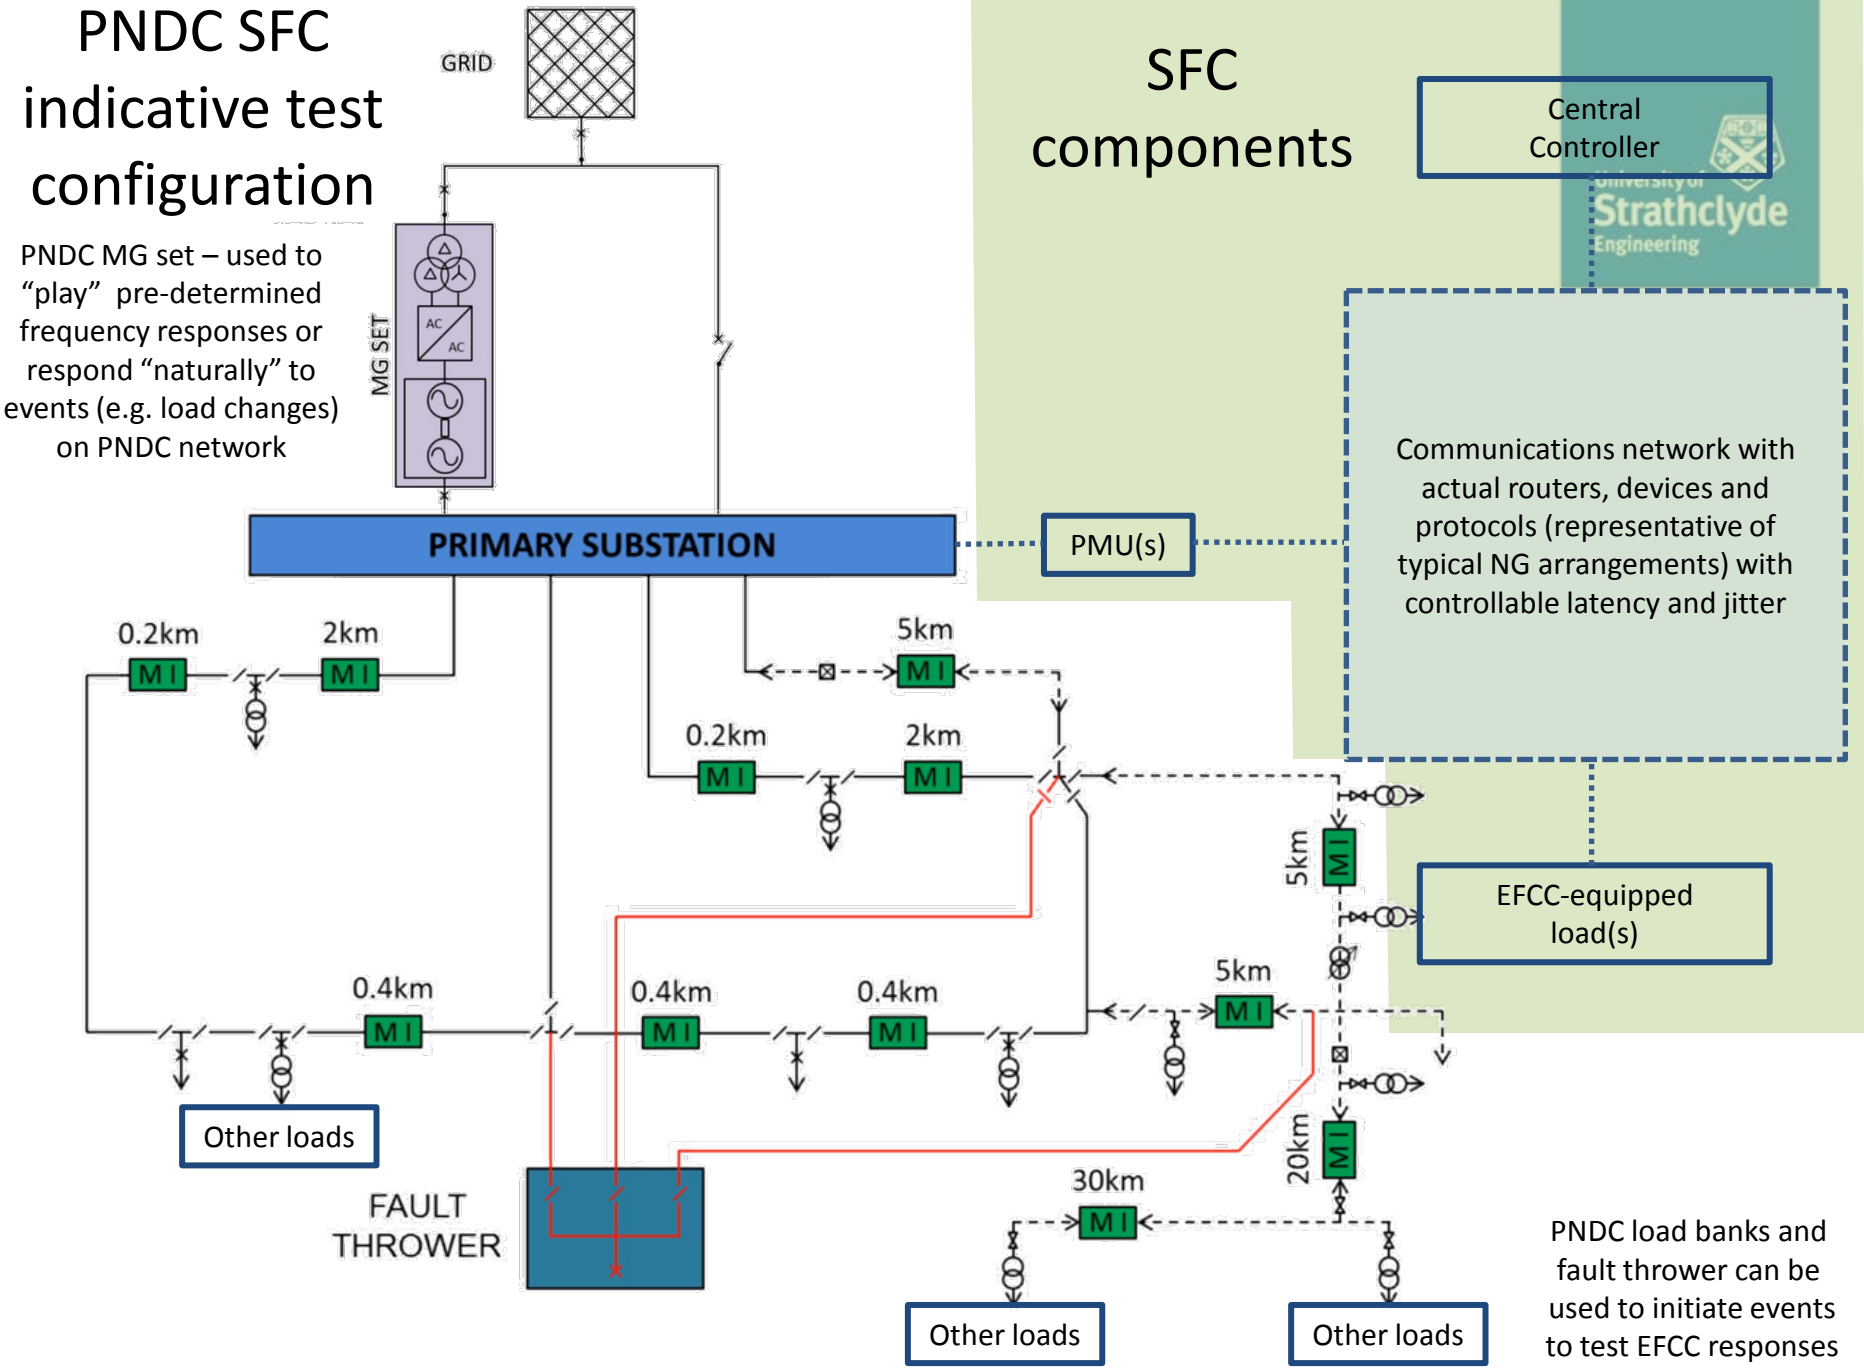 PNDC SFC
indicative test
configuration
PNDC MG set – used to
“play”  pre-determined
frequency responses or
respond “naturally” to
events (e.g. load changes)
on PNDC network
GRID
MG SET
AC
AC
SFC
components
Central
Controller
University of
Strathclyde
Engineering
Communications network with
actual routers, devices and
protocols (representative of
typical NG arrangements) with
controllable latency and jitter
PRIMARY SUBSTATION
PMU(s)
0.2km
MI
2km
MI
5km
MI
0.2km
MI
2km
MI
5km
MI
EFCC-equipped
load(s)
0.4km
MI
0.4km
MI
0.4km
MI
5km
MI
Other loads
20km
MI
30km
MI
FAULT
THROWER
Other loads
Other loads
PNDC load banks and
fault thrower can be
used to initiate events
to test EFCC responses